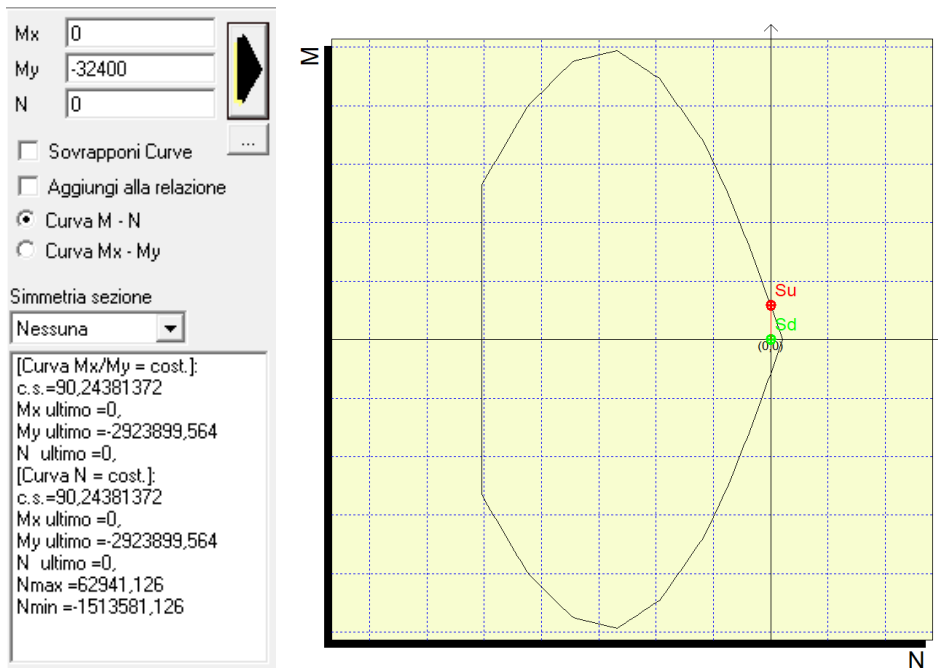 Mx 0
My -32400
N 0
...
Sovrapponi Curve
Aggiungi alla relazione
Curva M - N
Curva Mx - My
Simmetria sezione
Nessuna
[Curva Mx/My = cost.]:
c.s.=90,24381372
Mx ultimo =0,
My ultimo =-2923899,564
N  ultimo =0,
[Curva N = cost.]:
c.s.=90,24381372
Mx ultimo =0,
My ultimo =-2923899,564
N  ultimo =0,
Nmax =62941,126
Nmin =-1513581,126
M
Su
Sd
(0,0)
N